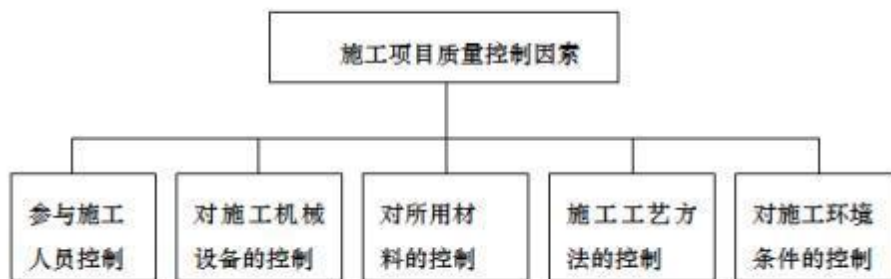 施工项目质量控制因素
参与施工
人员控制
对施工机械
设备的控制
对所用材
料的控制
施工工艺方
法的控制
对施工环境
条件的控制